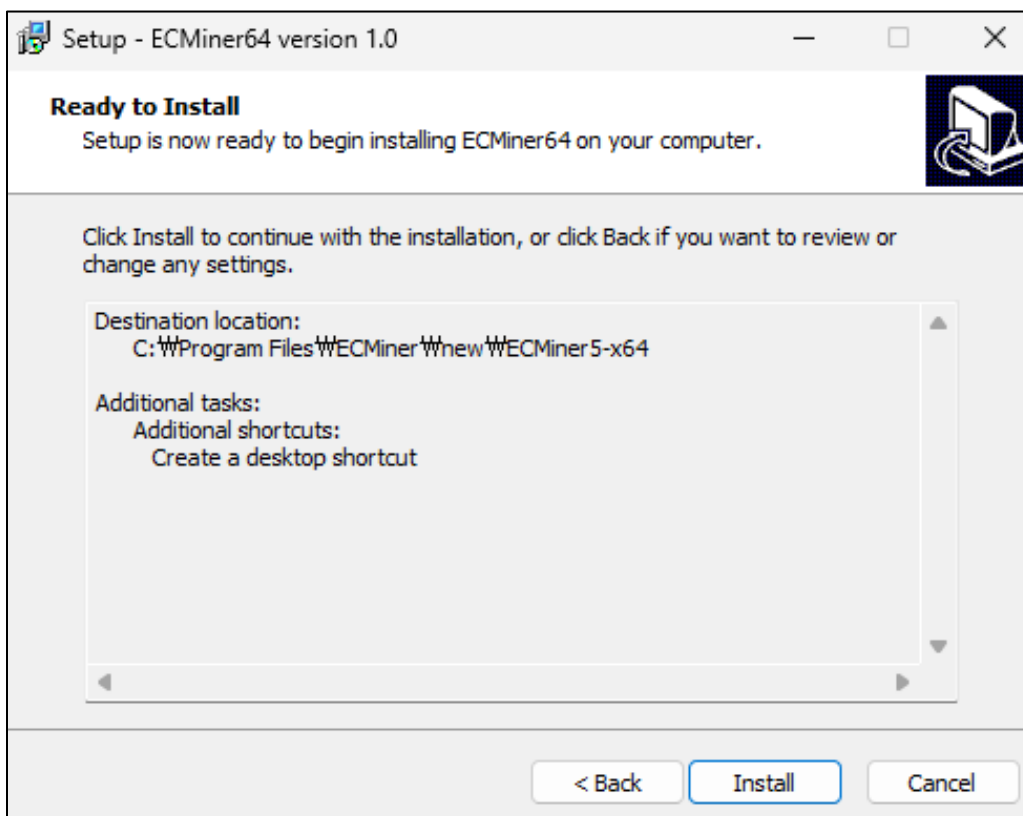 Setup - ECMiner64 version 1.0
Ready to Install
Setup is now ready to begin installing ECMiner64 on your computer.
Click Install to continue with the installation, or click Back if you want to review or
change any settings.
Destination location:
C:₩Program Files₩ECMiner₩new₩ECMiner5-x64
Additional tasks:
Additional shortcuts:
Create a desktop shortcut
< Back
Install
Cancel